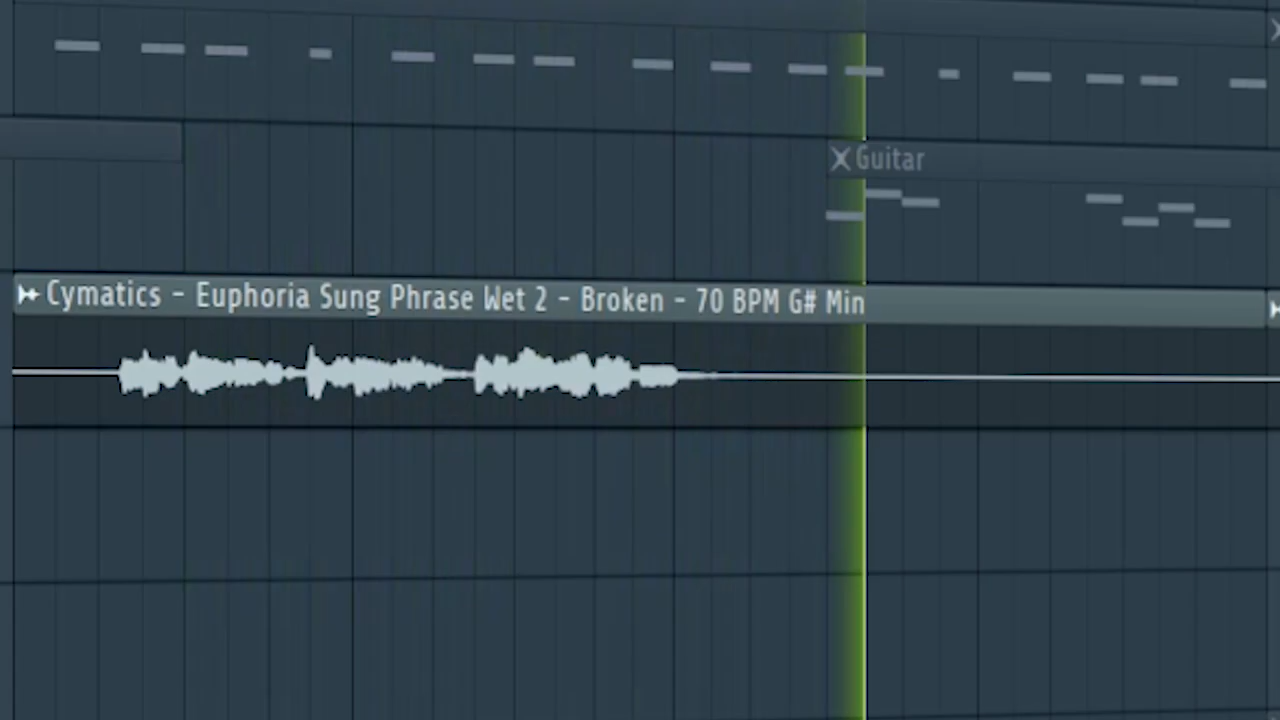 Guitar
Cymatics - Euphoria Sung Phrase Wet 2 - Broken - 70 BPM G# Min